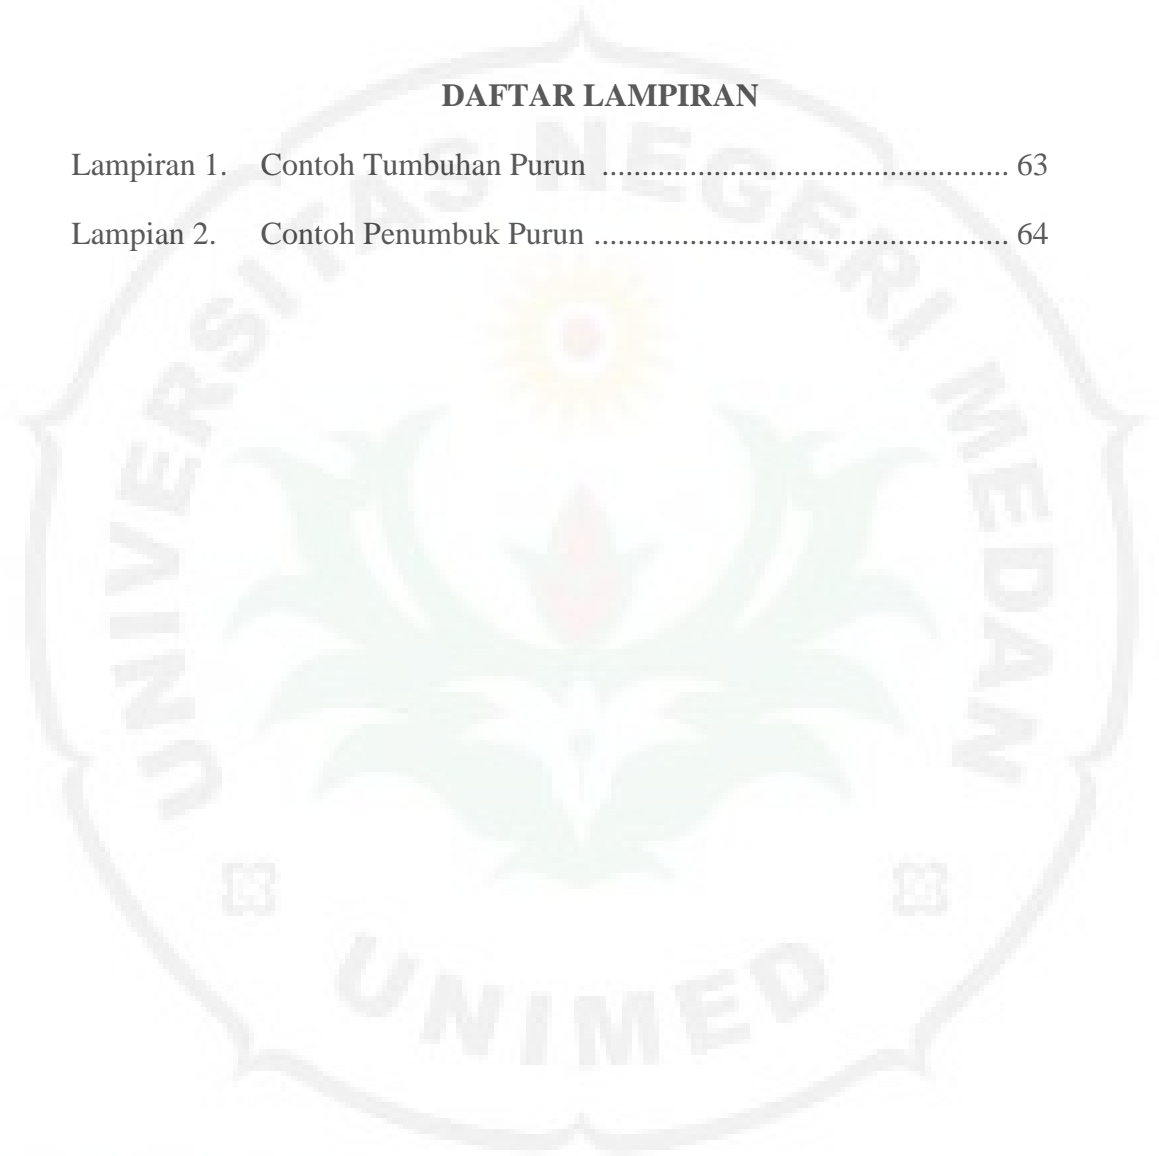 DAFTAR LAMPIRAN
Lampiran 1. Contoh Tumbuhan Purun .................................................. 63
Lampian 2. Contoh Penumbuk Purun ................................................... 64
UNIVERSITAS NEGERI MEDAN
UNIMED